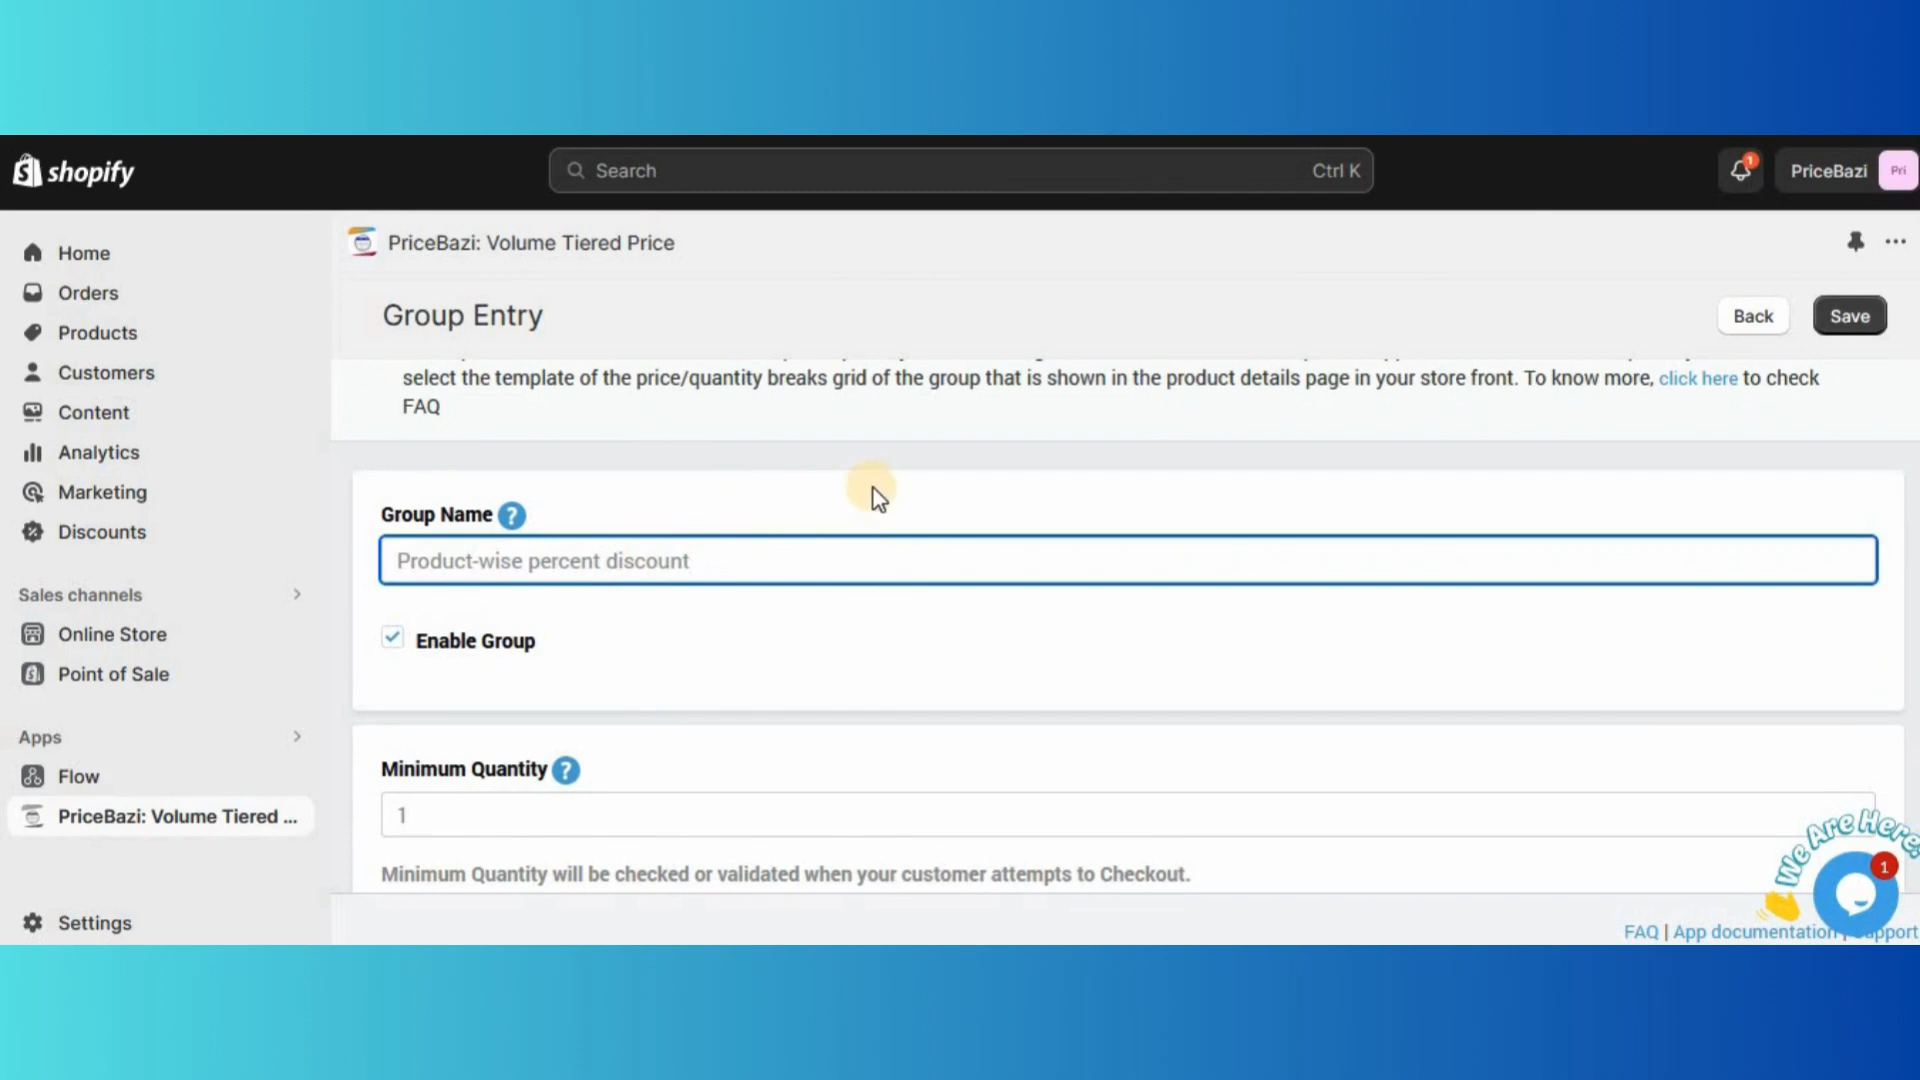 shopify
Search
Ctrl K
1
PriceBazi
Pri
Home
Orders
Products
Customers
Content
Analytics
Marketing
Discounts
Sales channels
Online Store
Point of Sale
Apps
Flow
PriceBazi: Volume Tiered ...
Settings
PriceBazi: Volume Tiered Price
Group Entry
Back
Save
select the template of the price/quantity breaks grid of the group that is shown in the product details page in your store front. To know more, click here to check
FAQ
Group Name ?
Product-wise percent discount
Enable Group
Minimum Quantity ?
1
Minimum Quantity will be checked or validated when your customer attempts to Checkout.
We Are Here!
1
FAQ | App documentation |